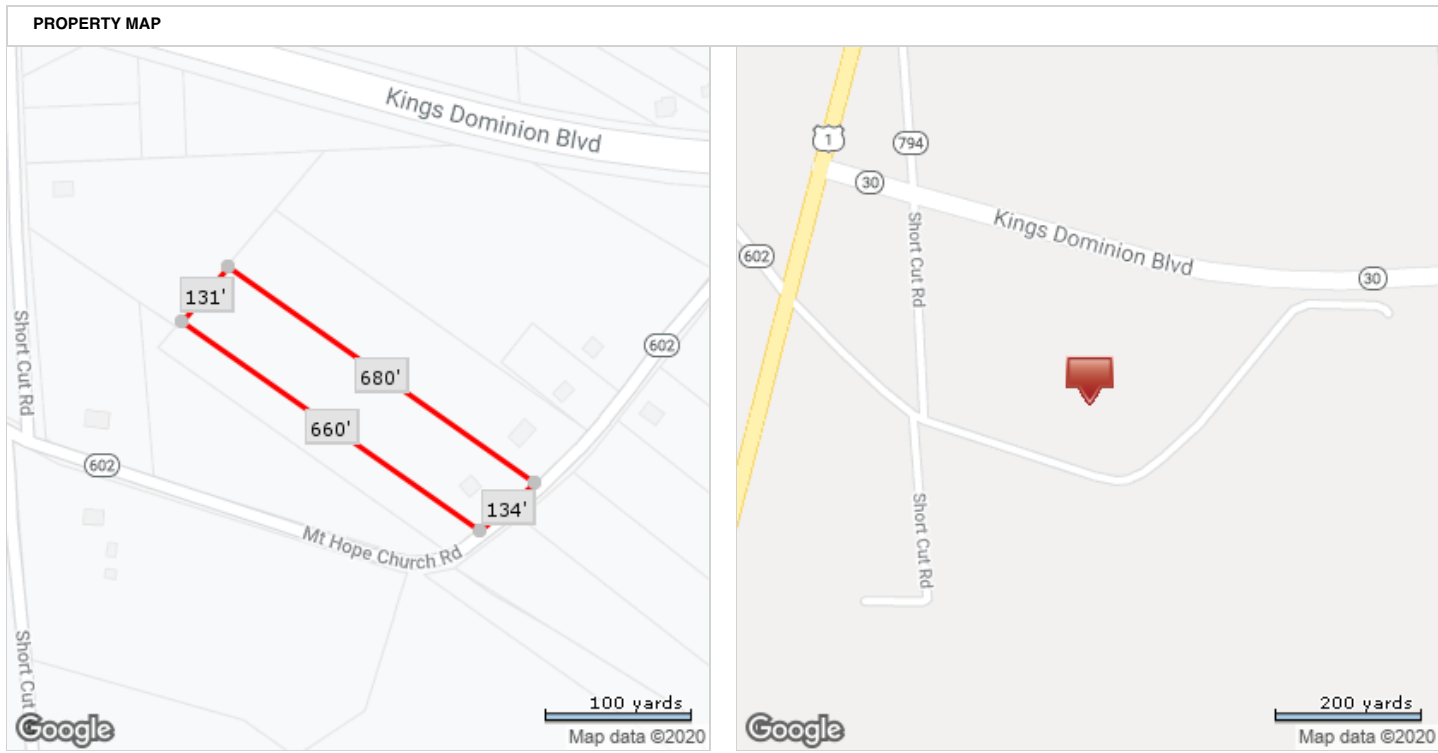 PROPERTY MAP
Kings Dominion Blvd
131'
680'
660'
134'
602
602
Short Cut Rd
Mt Hope Church Rd
Short Cut
100 yards
Google
Map data ©2020
1
794
30
Kings Dominion Blvd
602
Short Cut Rd
30
Short Cut Rd
200 yards
Google
Map data ©2020